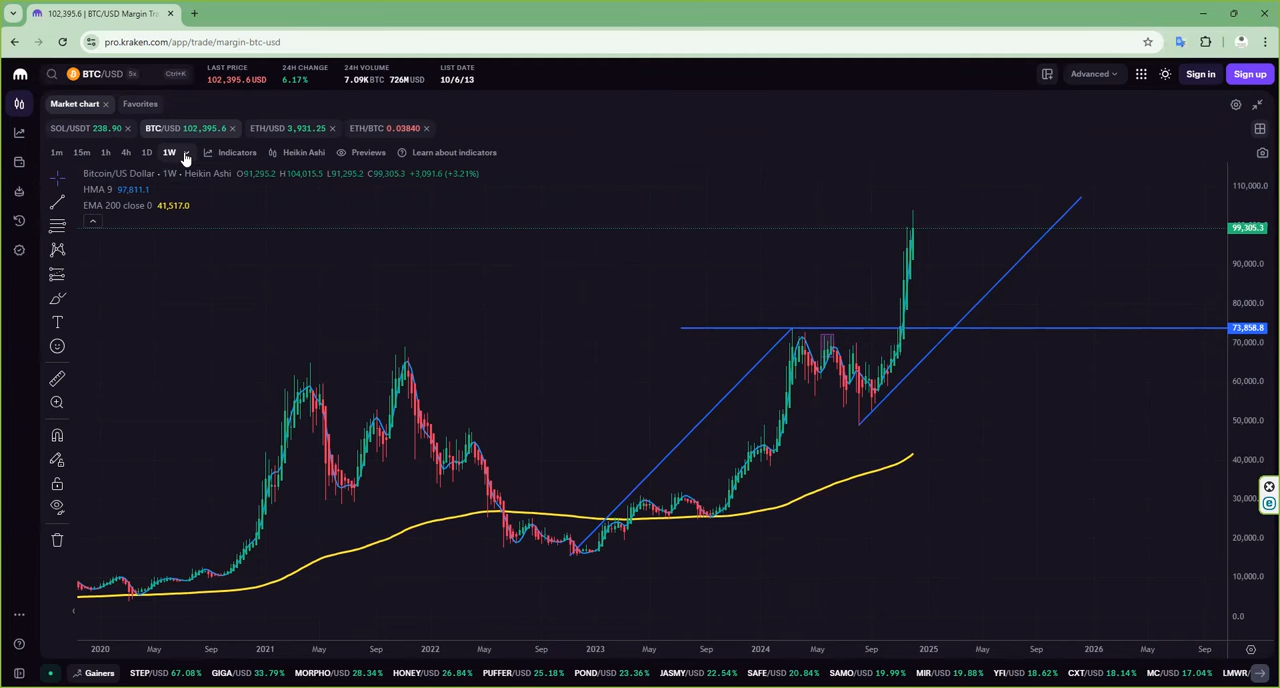 102,395.6 | BTC/USD Margin Tra
pro.kraken.com/app/trade/margin-btc-usd
BTC/USD 5x Ctrl+K
LAST PRICE 24H CHANGE 24H VOLUME LIST DATE
102,395.6USD 6.17% 7.09KBTC 726MUSD 10/6/13
Advanced Sign in Sign up
Market chart Favorites
SOL/USDT 238.90 BTC/USD 102,395.6 ETH/USD 3,931.25 ETH/BTC 0.03840
1m 15m 1h 4h 1D 1W Indicators Heikin Ashi Previews Learn about indicators
Bitcoin/US Dollar · 1W · Heikin Ashi O91,295.2 H104,015.5 L91,295.2 C99,305.3 +3,091.6 (+3.21%)
HMA 9 97,811.1
EMA 200 close 0 41,517.0
110,000.0
99,305.3
90,000.0
80,000.0
73,858.8
70,000.0
60,000.0
50,000.0
40,000.0
30,000.0
20,000.0
10,000.0
0.0
2020 May Sep 2021 May Sep 2022 May Sep 2023 May Sep 2024 May Sep 2025 May Sep 2026 May Sep
Gainers STEP/USD 67.08% GIGA/USD 33.79% MORPHO/USD 28.34% HONEY/USD 26.84% PUFFER/USD 25.18% POND/USD 23.36% JASMY/USD 22.54% SAFE/USD 20.84% SAMO/USD 19.99% MIR/USD 19.88% YFI/USD 18.62% CXT/USD 18.14% MC/USD 17.04% LMWR/